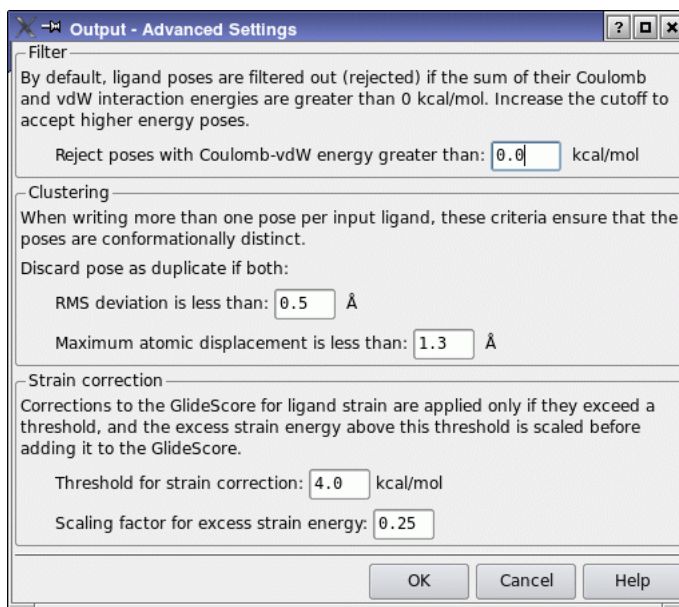 Output - Advanced Settings
Filter
By default, ligand poses are filtered out (rejected) if the sum of their Coulomb
and vdW interaction energies are greater than 0 kcal/mol. Increase the cutoff to
accept higher energy poses.
Reject poses with Coulomb-vdW energy greater than: 0.0 kcal/mol
Clustering
When writing more than one pose per input ligand, these criteria ensure that the
poses are conformationally distinct.
Discard pose as duplicate if both:
RMS deviation is less than: 0.5 Å
Maximum atomic displacement is less than: 1.3 Å
Strain correction
Corrections to the GlideScore for ligand strain are applied only if they exceed a
threshold, and the excess strain energy above this threshold is scaled before
adding it to the GlideScore.
Threshold for strain correction: 4.0 kcal/mol
Scaling factor for excess strain energy: 0.25
OK Cancel Help